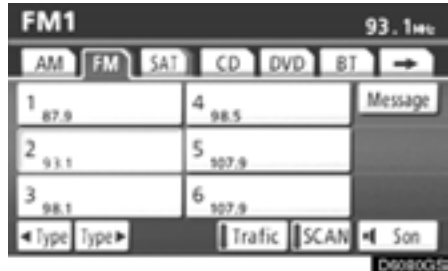 FM1 93.1MHz
AM FM SAT CD DVD BT
1 87.9 4 98.5 Message
2 93.1 5 107.9
3 98.1 6 107.9
◄Type Type► Trafic SCAN Son